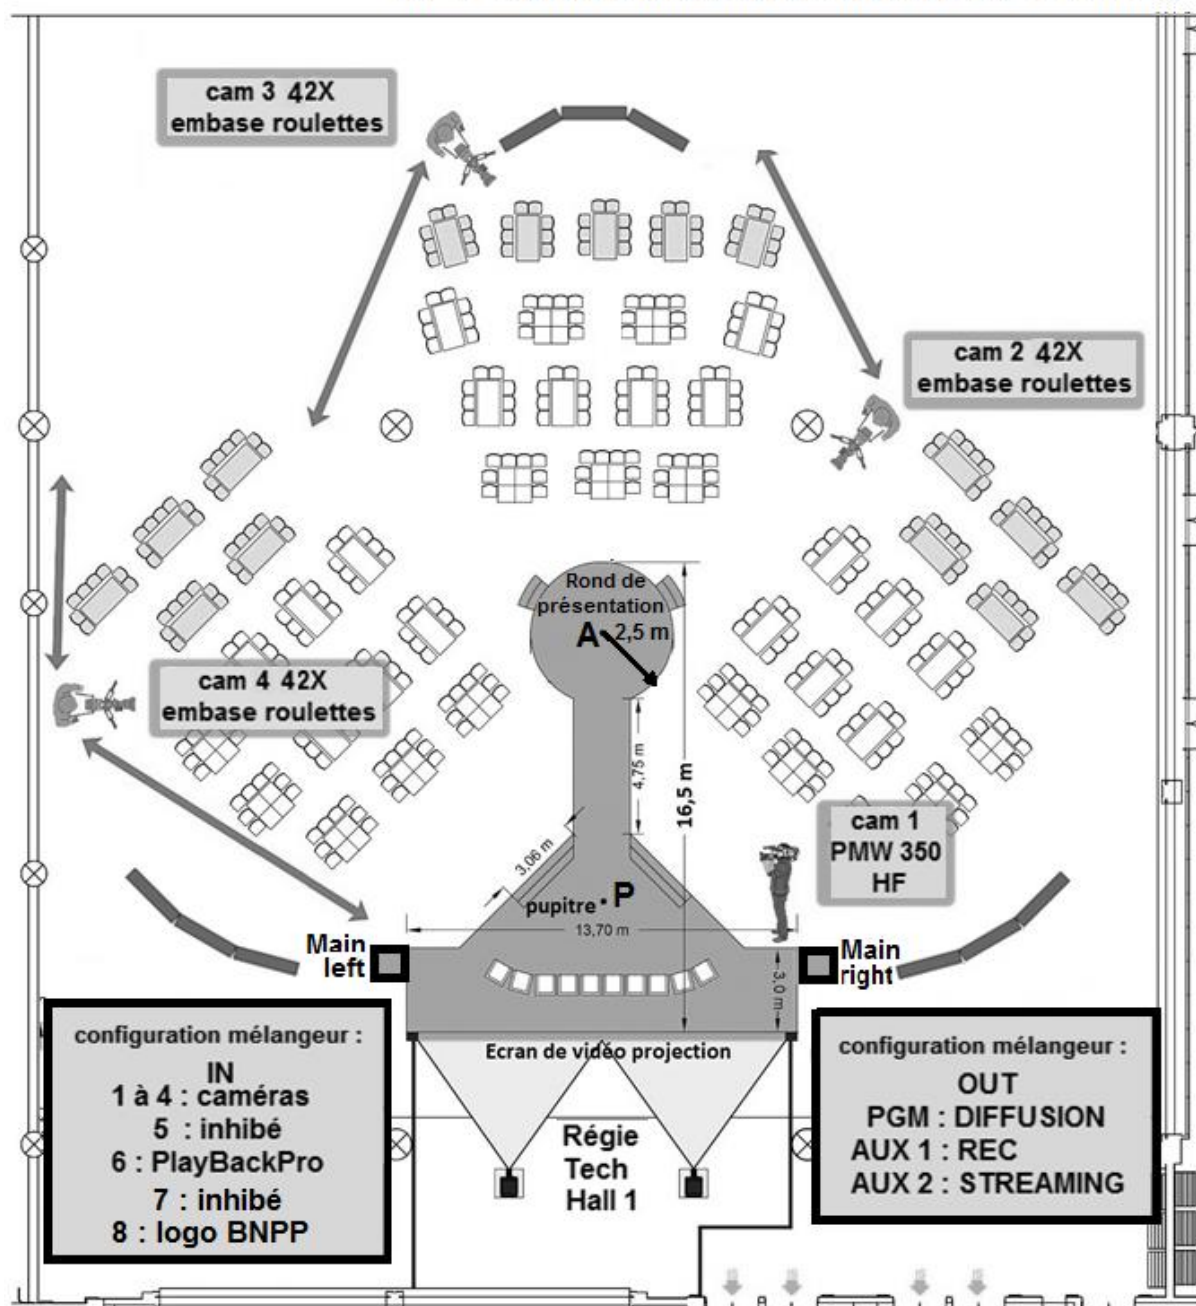 cam 3 42X
embase roulettes
cam 2 42X
embase roulettes
Rond de
présentation
A 2,5 m
cam 4 42X
embase roulettes
4,75 m
16,5 m
3,06 m
cam 1
PMW 350
HF
pupitre P
13,70 m
Main
left
Main
right
3,0 m
Ecran de vidéo projection
configuration mélangeur :
IN
1 à 4 : caméras
5 : inhibé
6 : PlayBackPro
7 : inhibé
8 : logo BNPP
Régie
Tech
Hall 1
configuration mélangeur :
OUT
PGM : DIFFUSION
AUX 1 : REC
AUX 2 : STREAMING